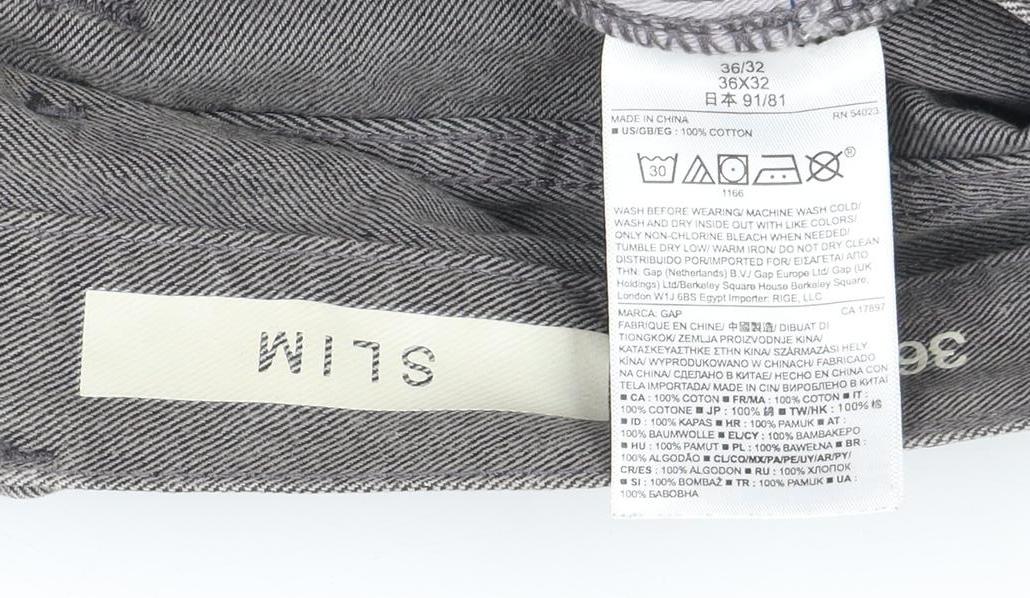 36/32
36X32
日本 91/81
RN 54023
MADE IN CHINA
■ US/GB/EG : 100% COTTON
30
®
1166
WASH BEFORE WEARING/ MACHINE WASH COLD/
WASH AND DRY INSIDE OUT WITH LIKE COLORS/
ONLY NON-CHLORINE BLEACH WHEN NEEDED/
TUMBLE DRY LOW/ WARM IRON/ DO NOT DRY CLEAN
DISTRIBUIDO POR/IMPORTED FOR/ ΕΙΣΑΓΕΤΑΙ ΑΠΟ
ΤΗΝ: Gap (Netherlands) B.V./ Gap Europe Ltd/ Gap (UK
Holdings) Ltd/Berkeley Square House Berkeley Square,
London W1J 6BS Egypt Importer: RIGE, LLC
CA 17897
MARCA: GAP
FABRIQUE EN CHINE/ 中國製造/ DIBUAT DI
TIONGKOK/ ZEMLJA PROIZVODNJE KINA/
ΚΑΤΑΣΚΕΥΑΣΤΗΚΕ ΣΤΗΝ ΚΙΝΑ/ SZÁRMAZÁSI HELY
KÍNA/ WYPRODUKOWANO W CHINACH/ FABRICADO
NA CHINA/ СДЕЛАНО В КИТАЕ/ HECHO EN CHINA CON
TELA IMPORTADA/ MADE IN CIN/ ВИРОБЛЕНО В КИТАІ
■ CA : 100% COTON ■ FR/MA : 100% COTON ■ IT :
100% COTONE ■ JP : 100% 綿 ■ TW/HK : 100% 棉
■ ID : 100% KAPAS ■ HR : 100% PAMUK ■ AT :
100% BAUMWOLLE ■ EL/CY : 100% ΒΑΜΒΑΚΕΡΟ
■ HU : 100% PAMUT ■ PL : 100% BAWEŁNA ■ BR :
100% ALGODÃO ■ CL/CO/MX/PA/PE/UY/AR/PY/
CR/ES : 100% ALGODON ■ RU : 100% ХЛОПОК
■ SI : 100% BOMBAŽ ■ TR : 100% PAMUK ■ UA :
100% БАВОВНА
SLIM
36